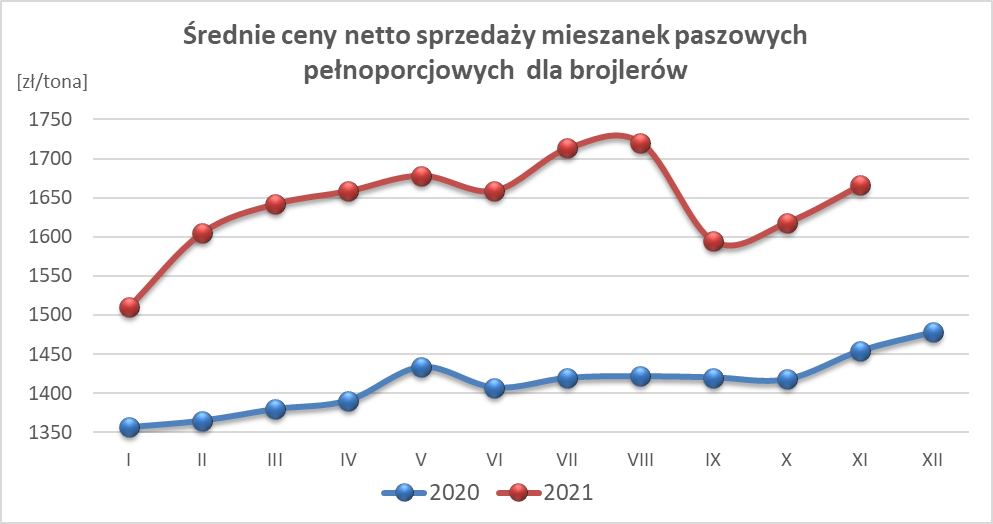 Średnie ceny netto sprzedaży mieszanek paszowych
pełnoporcjowych dla brojlerów
[zł/tona]
1750
1700
1650
1600
1550
1500
1450
1400
1350
I II III IV V VI VII VIII IX X XI XII
2020 2021